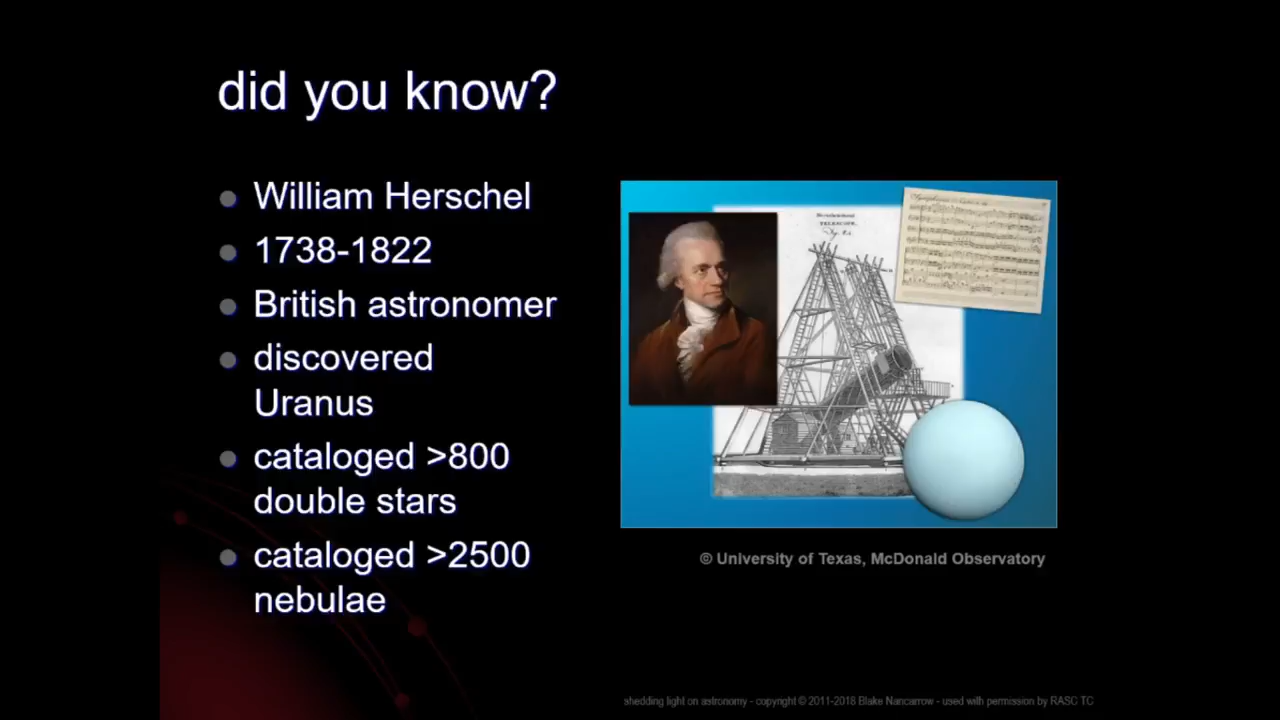 did you know?
William Herschel
1738-1822
British astronomer
discovered
Uranus
cataloged >800
double stars
cataloged >2500
nebulae
TELESCOPE.
© University of Texas, McDonald Observatory
shedding light on astronomy - copyright © 2011-2018 Blake Nancarrow - used with permission by RASC TC